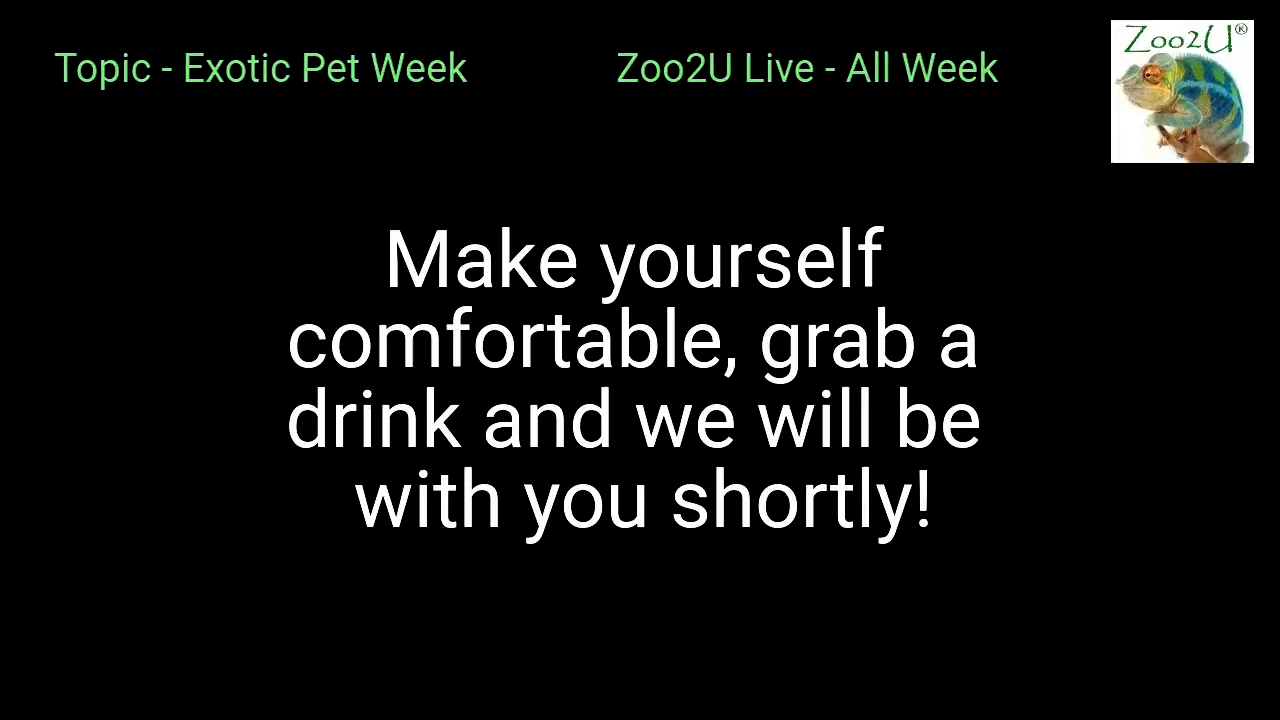 Topic - Exotic Pet Week
Zoo2U Live - All Week
Zoo2U®
Make yourself
comfortable, grab a
drink and we will be
with you shortly!